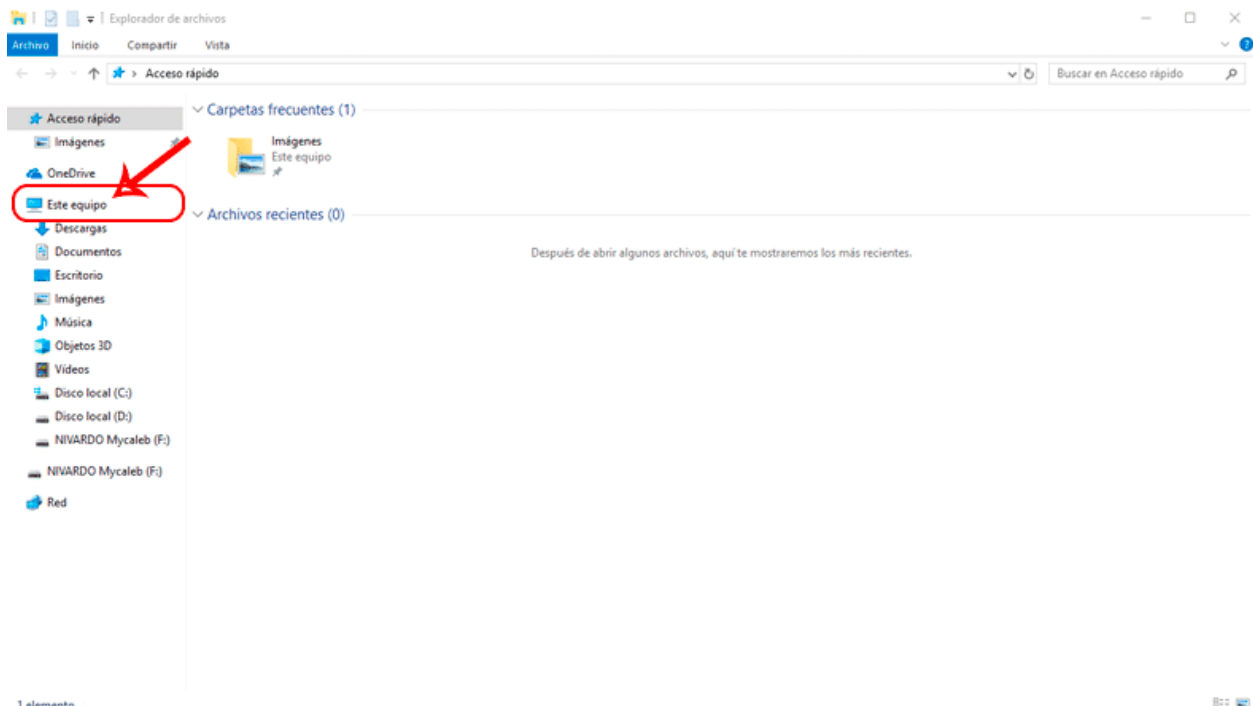 Explorador de archivos
Archivo Inicio Compartir Vista
Acceso rápido
Buscar en Acceso rápido
Acceso rápido
Imágenes
OneDrive
Este equipo
Descargas
Documentos
Escritorio
Imágenes
Música
Objetos 3D
Vídeos
Disco local (C:)
Disco local (D:)
NIVARDO Mycaleb (F:)
NIVARDO Mycaleb (F:)
Red
Carpetas frecuentes (1)
Imágenes
Este equipo
Archivos recientes (0)
Después de abrir algunos archivos, aquí te mostraremos los más recientes.
1 elemento